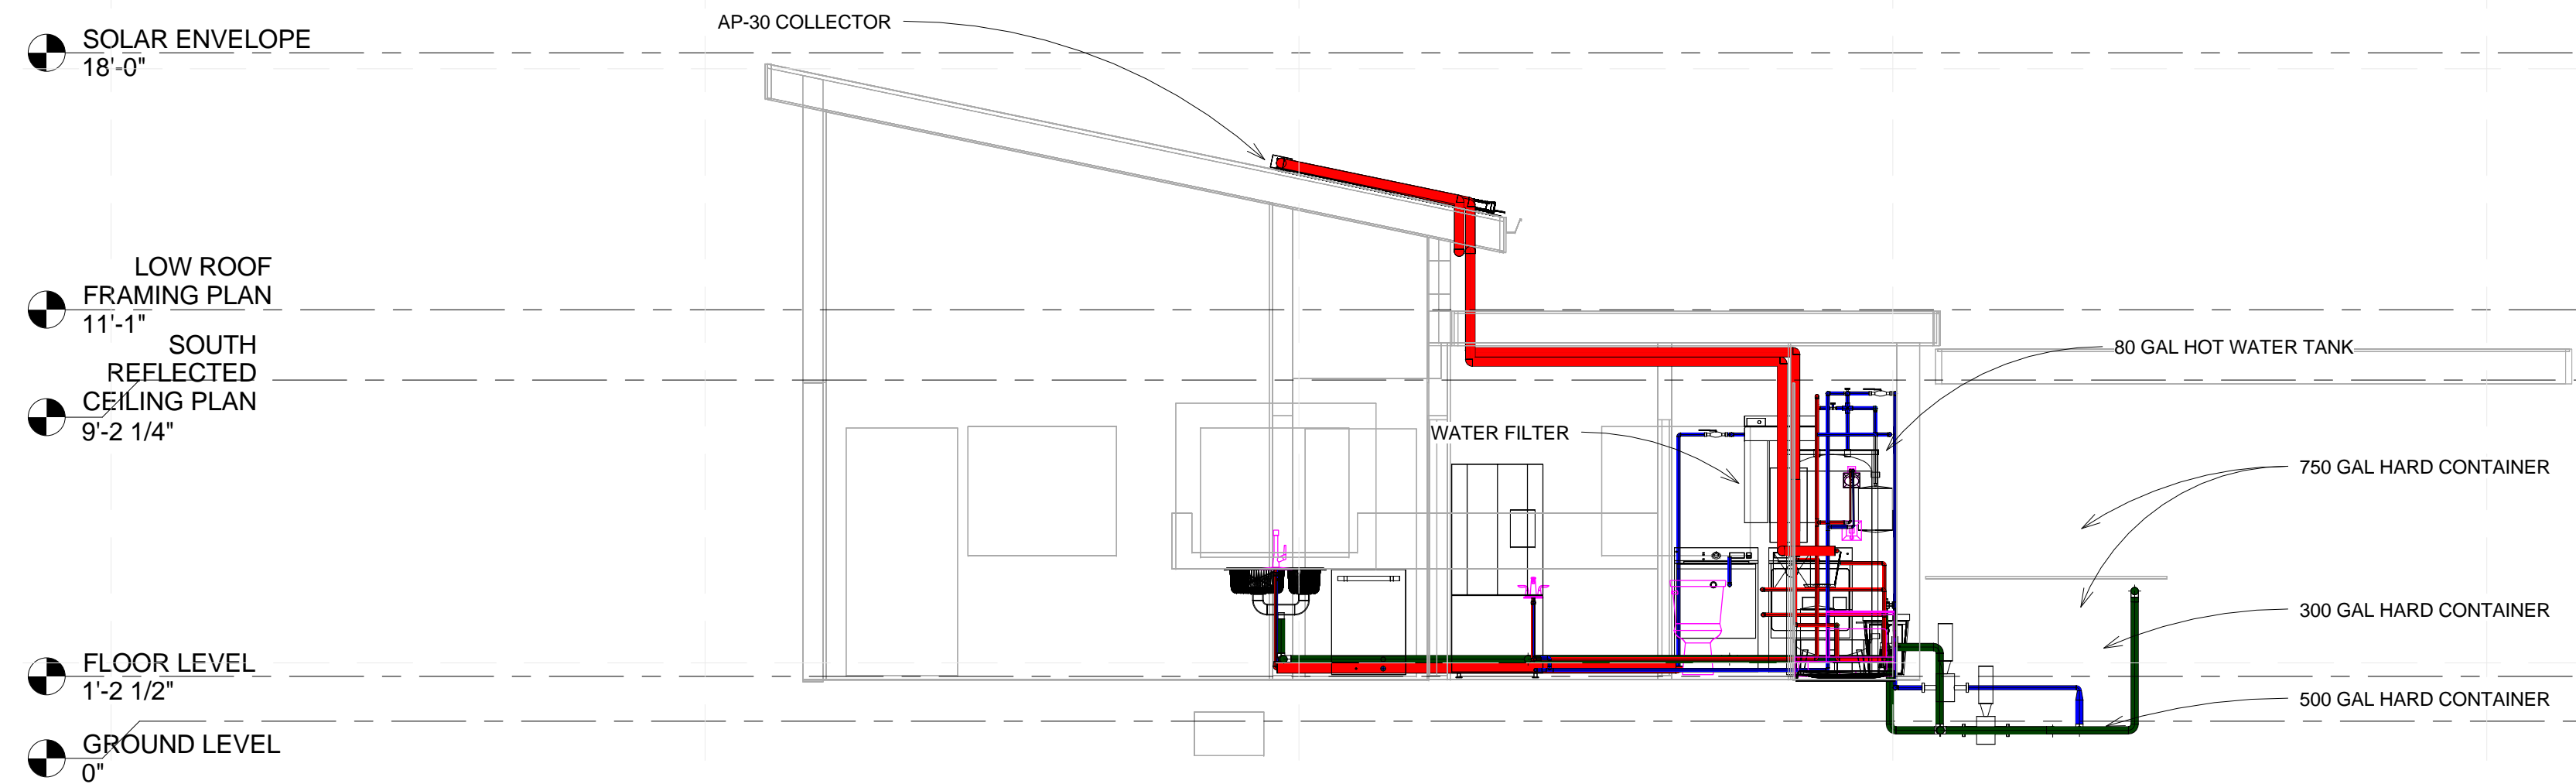 AP-30 COLLECTOR
SOLAR ENVELOPE
18'-0"
LOW ROOF
FRAMING PLAN
11'-1"
SOUTH
REFLECTED
CEILING PLAN
9'-2 1/4"
80 GAL HOT WATER TANK
WATER FILTER
750 GAL HARD CONTAINER
300 GAL HARD CONTAINER
FLOOR LEVEL
1'-2 1/2"
500 GAL HARD CONTAINER
GROUND LEVEL
0"